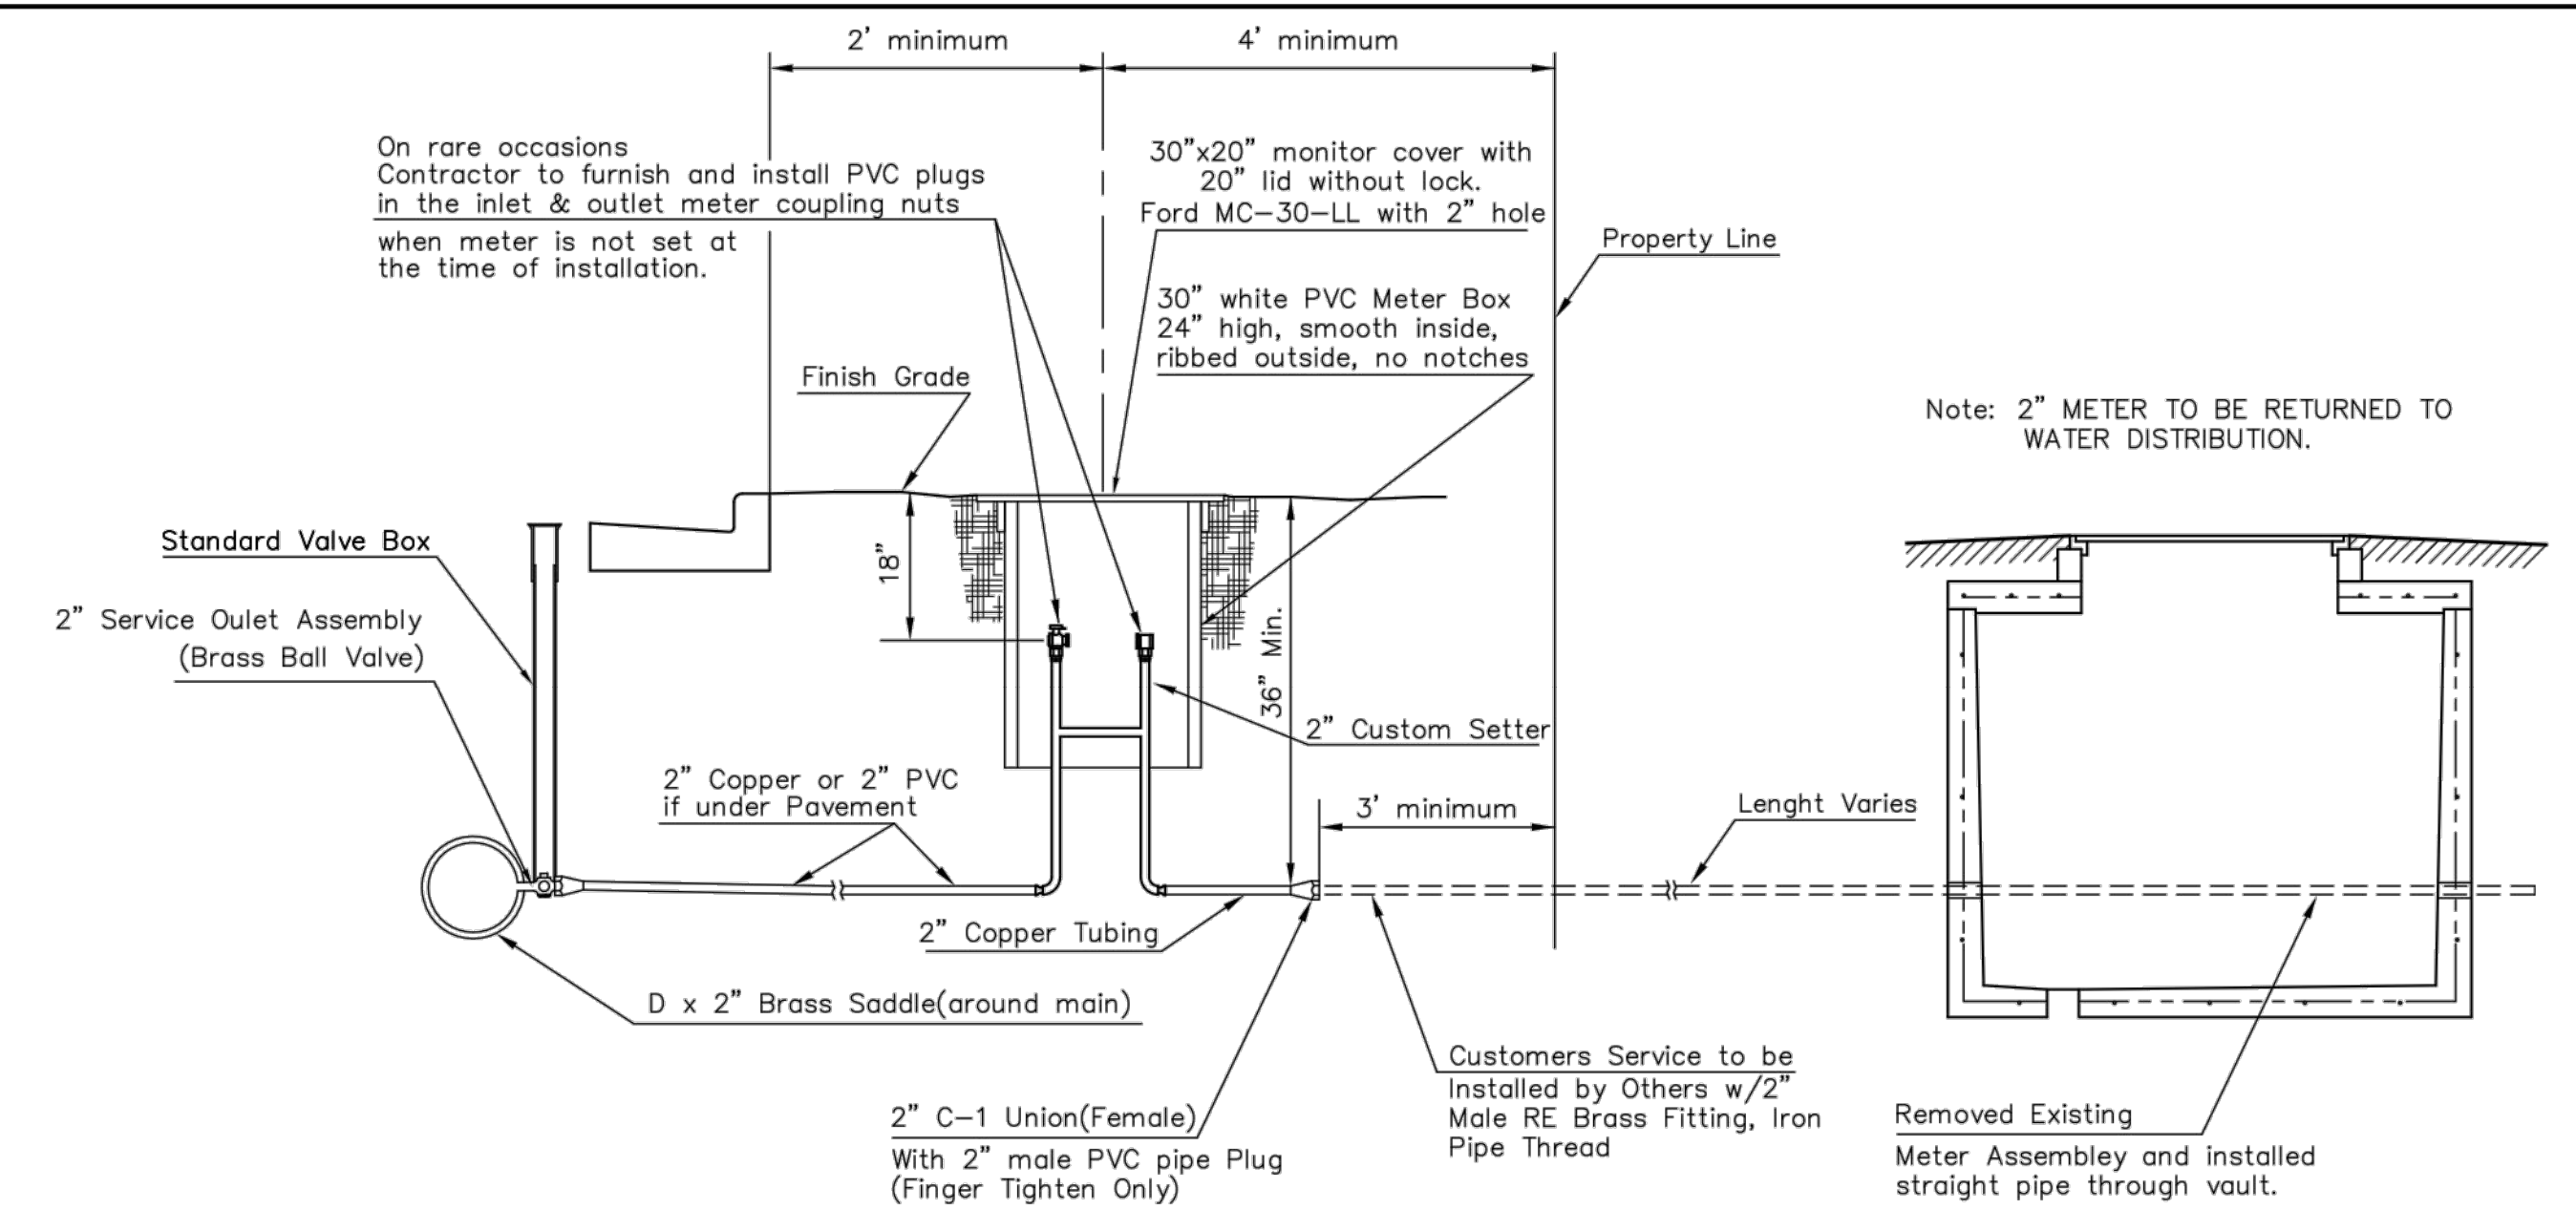 2’ minimum
4’ minimum
On rare occasions
Contractor to furnish and install PVC plugs
in the inlet & outlet meter coupling nuts
when meter is not set at
the time of installation.
30”x20” monitor cover with
20” lid without lock.
Ford MC-30-LL with 2” hole
Property Line
30” white PVC Meter Box
24” high, smooth inside,
ribbed outside, no notches
Finish Grade
Note: 2” METER TO BE RETURNED TO
WATER DISTRIBUTION.
Standard Valve Box
18”
2” Service Oulet Assembly
(Brass Ball Valve)
36” Min.
2” Custom Setter
2” Copper or 2” PVC
if under Pavement
3’ minimum
Lenght Varies
2” Copper Tubing
D x 2” Brass Saddle(around main)
Customers Service to be
Installed by Others w/2”
Male RE Brass Fitting, Iron
Pipe Thread
2” C-1 Union(Female)
With 2” male PVC pipe Plug
(Finger Tighten Only)
Removed Existing
Meter Assembley and installed
straight pipe through vault.